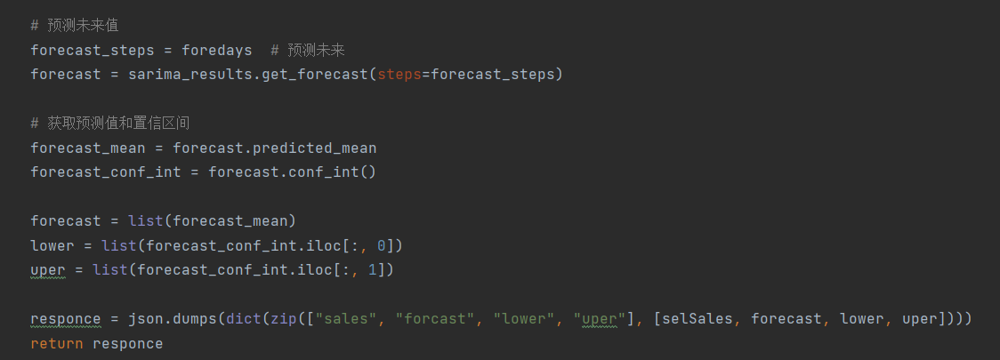 # 预测未来值
forecast_steps = foredays  # 预测未来
forecast = sarima_results.get_forecast(steps=forecast_steps)
# 获取预测值和置信区间
forecast_mean = forecast.predicted_mean
forecast_conf_int = forecast.conf_int()
forecast = list(forecast_mean)
lower = list(forecast_conf_int.iloc[:, 0])
uper = list(forecast_conf_int.iloc[:, 1])
responce = json.dumps(dict(zip(["sales", "forcast", "lower", "uper"], [selSales, forecast, lower, uper])))
return responce